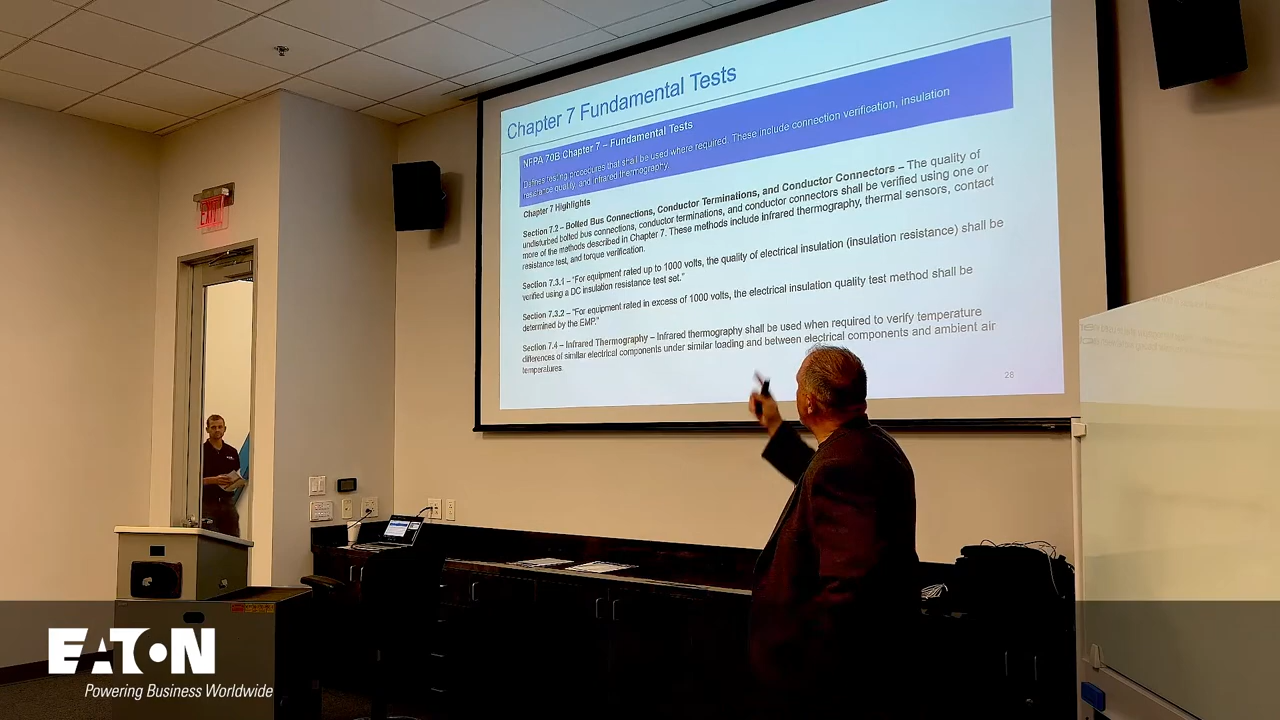 Chapter 7 Fundamental Tests
NFPA 70B Chapter 7 – Fundamental Tests
Defines testing procedures that shall be used where required. These include connection verification, insulation
resistance quality, and infrared thermography.
Chapter 7 Highlights
Section 7.2 – Bolted Bus Connections, Conductor Terminations, and Conductor Connectors – The quality of
undisturbed bolted bus connections, conductor terminations, and conductor connectors shall be verified using one or
more of the methods described in Chapter 7. These methods include infrared thermography, thermal sensors, contact
resistance test, and torque verification.
Section 7.3.1 – "For equipment rated up to 1000 volts, the quality of electrical insulation (insulation resistance) shall be
verified using a DC insulation resistance test set."
Section 7.3.2 – "For equipment rated in excess of 1000 volts, the electrical insulation quality test method shall be
determined by the EMP."
Section 7.4 – Infrared Thermography – Infrared thermography shall be used when required to verify temperature
differences of similar electrical components under similar loading and between electrical components and ambient air
temperatures.
28
EXIT
EATON
Powering Business Worldwide